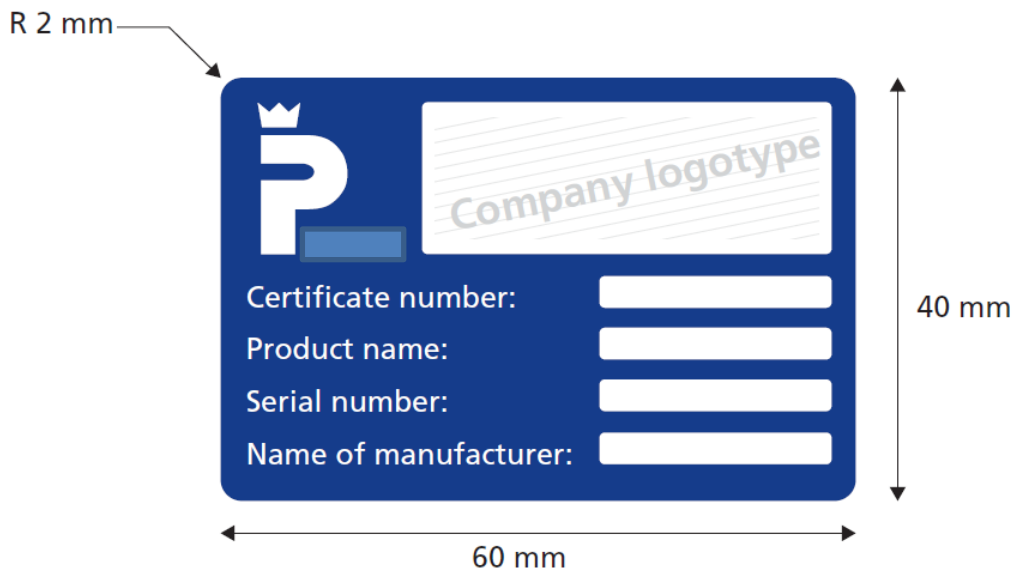 R 2 mm
P
Company logotype
Certificate number:
Product name:
Serial number:
Name of manufacturer:
40 mm
60 mm